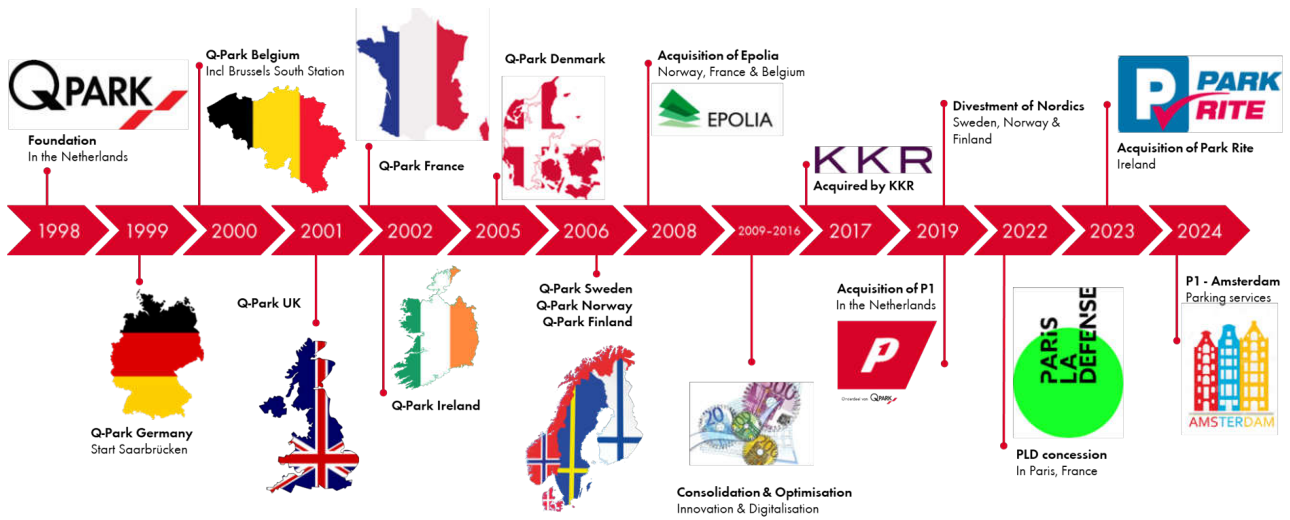 QPARK
Foundation
In the Netherlands
Q-Park Belgium
Incl Brussels South Station
Q-Park France
Q-Park Denmark
Acquisition of Epolia
Norway, France & Belgium
EPOLIA
KKR
Acquired by KKR
Divestment of Nordics
Sweden, Norway &
Finland
P PARK
RITE
Acquisition of Park Rite
Ireland
1998
1999
2000
2001
2002
2005
2006
2008
2009-2016
2017
2019
2022
2023
2024
Q-Park Germany
Start Saarbrücken
Q-Park UK
Q-Park Ireland
Q-Park Sweden
Q-Park Norway
Q-Park Finland
20
Consolidation & Optimisation
Innovation & Digitalisation
Acquisition of P1
In the Netherlands
P
Onderdeel van QPARK
PARiS
LA
DEFENSE
PLD concession
In Paris, France
P1 - Amsterdam
Parking services
AMSTERDAM